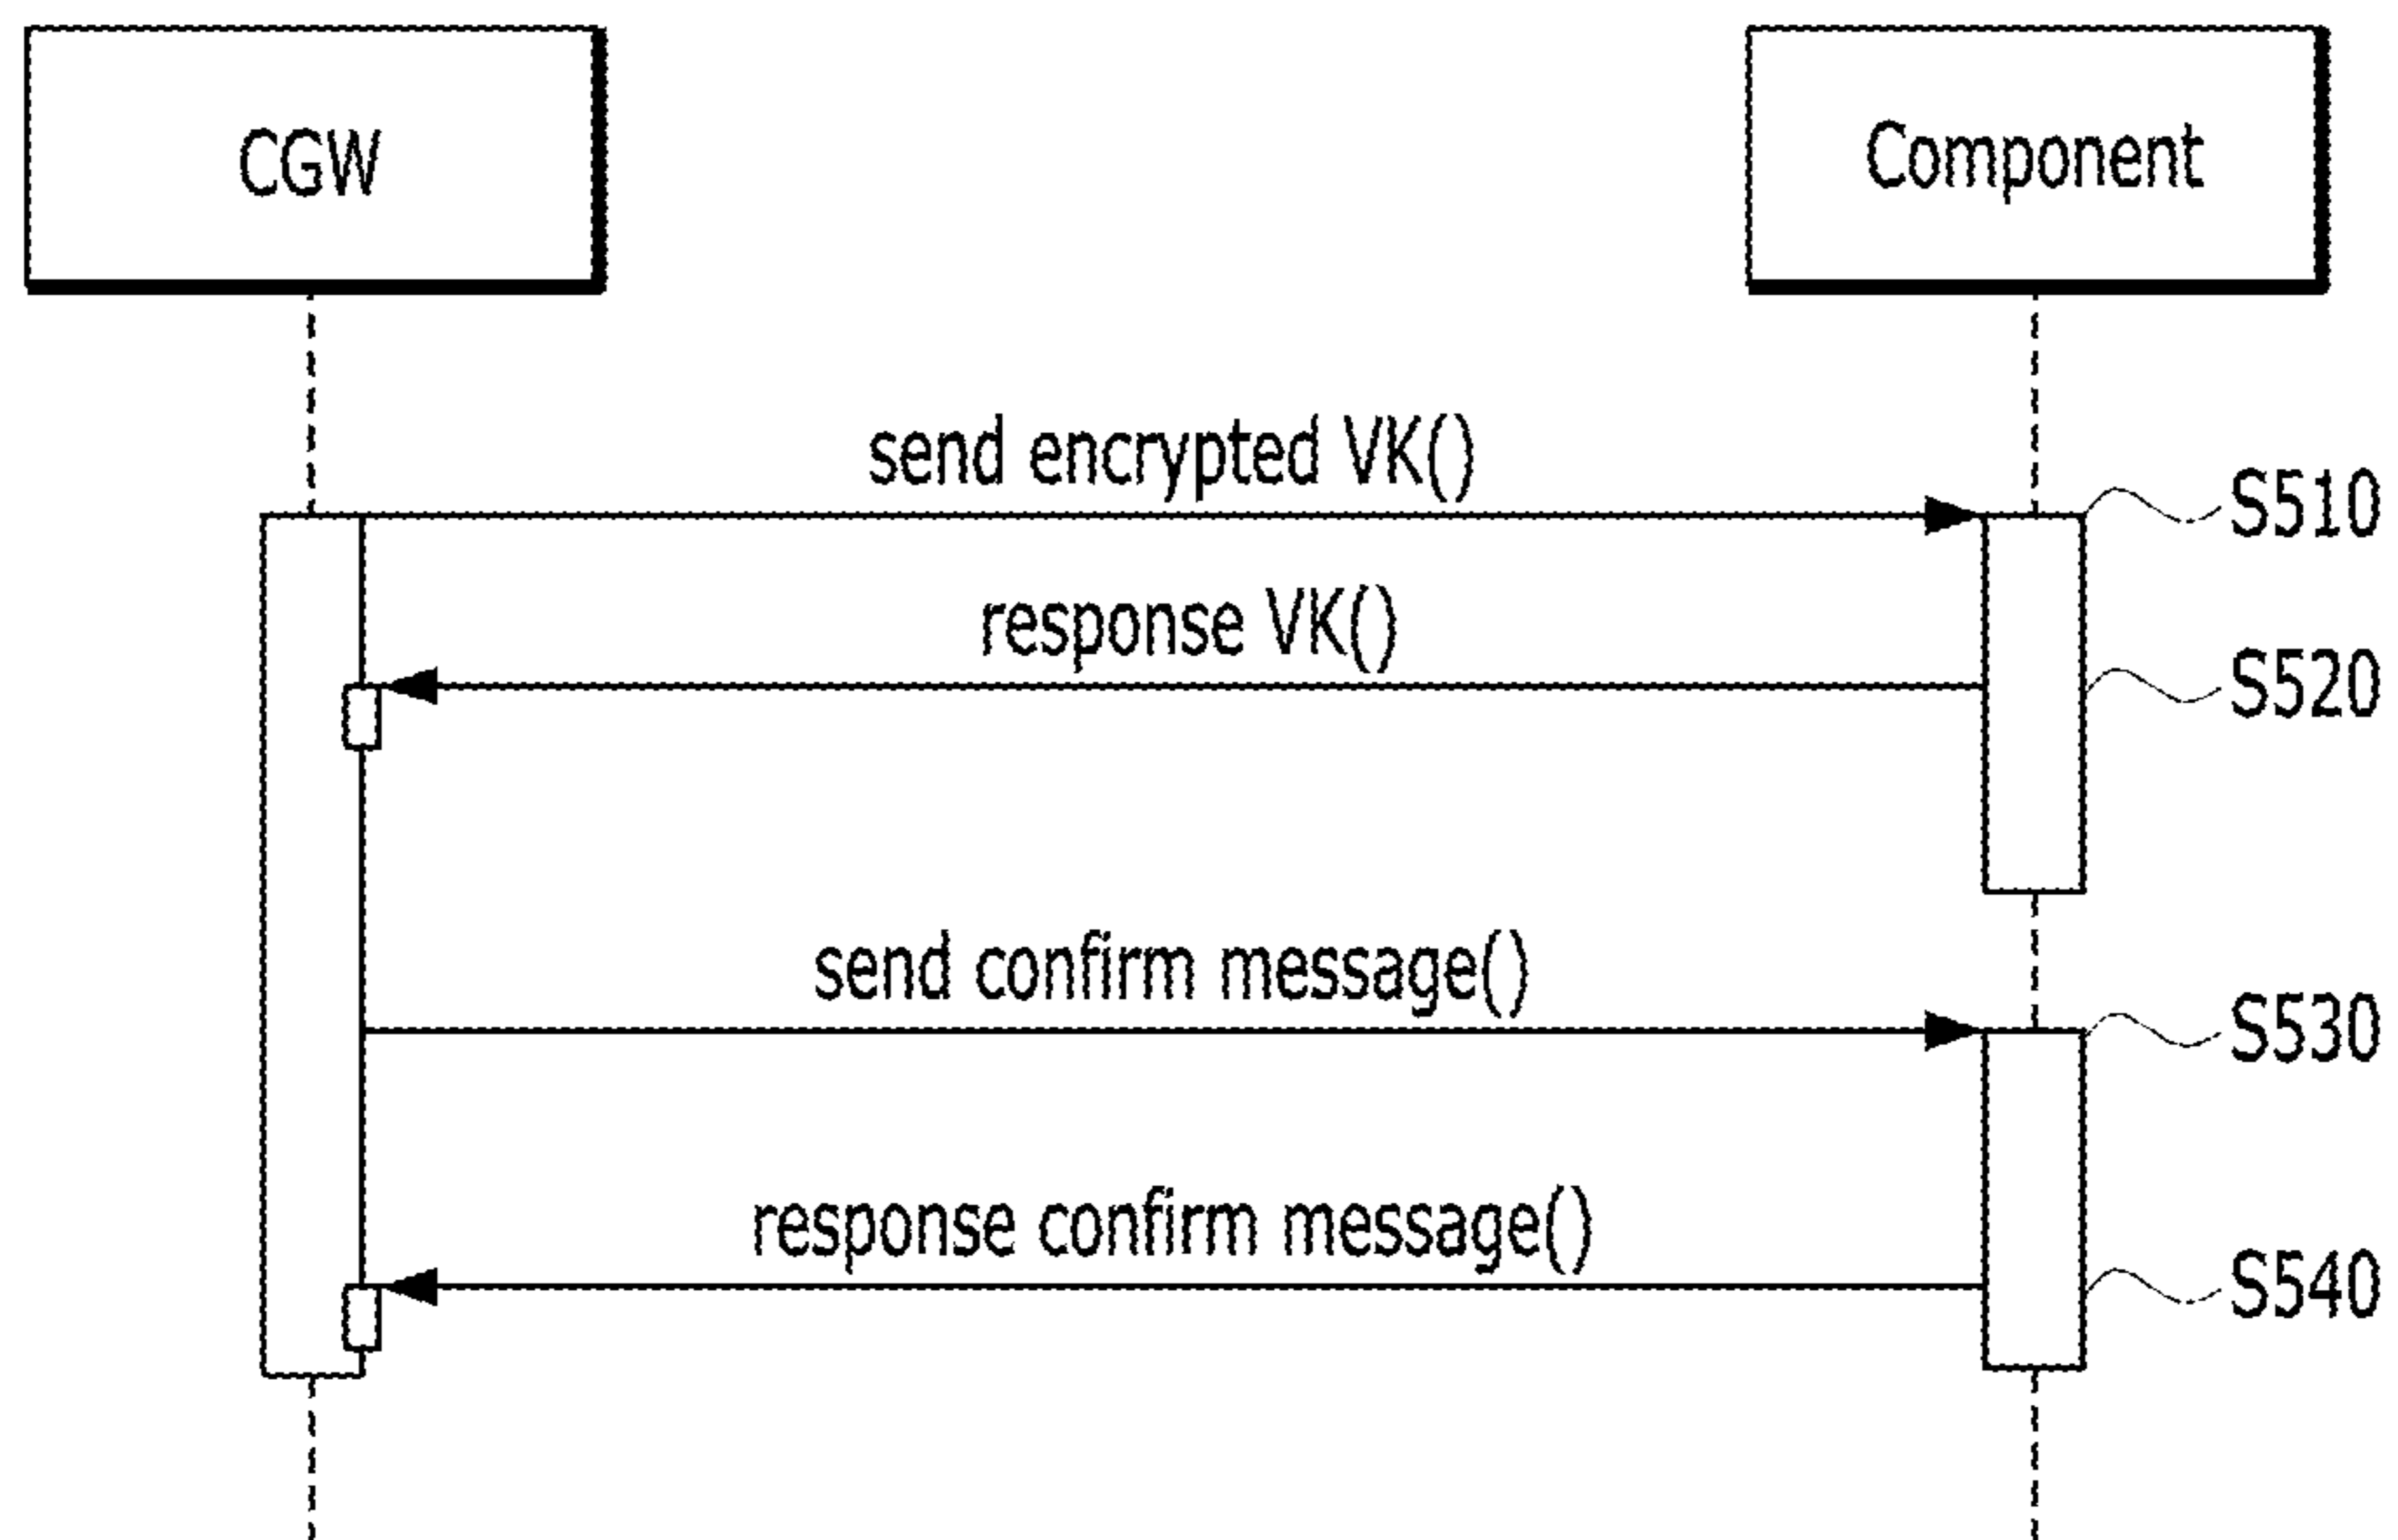 CGW
Component
send encrypted VK()
S510
response VK()
S520
send confirm message()
S530
response confirm message()
S540